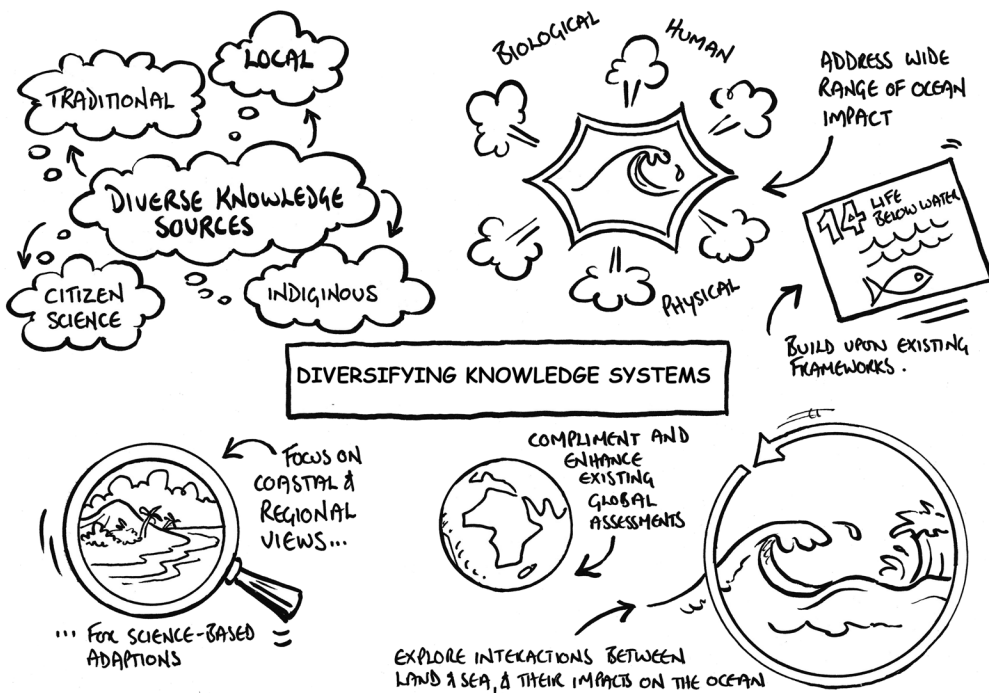 LOCAL
TRADITIONAL
DIVERSE KNOWLEDGE
SOURCES
CITIZEN
SCIENCE
INDIGINOUS
BIOLOGICAL
HUMAN
PHYSICAL
ADDRESS WIDE
RANGE OF OCEAN
IMPACT
14 LIFE
BELOW WATER
BUILD UPON EXISTING
FRAMEWORKS.
DIVERSIFYING KNOWLEDGE SYSTEMS
FOCUS ON
COASTAL &
REGIONAL
VIEWS...
... FOR SCIENCE-BASED
ADAPTIONS
COMPLIMENT AND
ENHANCE
EXISTING
GLOBAL
ASSESSMENTS
EXPLORE INTERACTIONS BETWEEN
LAND & SEA, & THEIR IMPACTS ON THE OCEAN